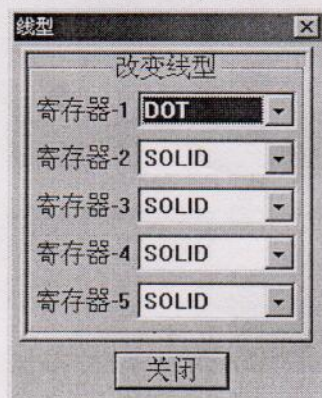 线型
改变线型
寄存器-1 DOT
寄存器-2 SOLID
寄存器-3 SOLID
寄存器-4 SOLID
寄存器-5 SOLID
关闭